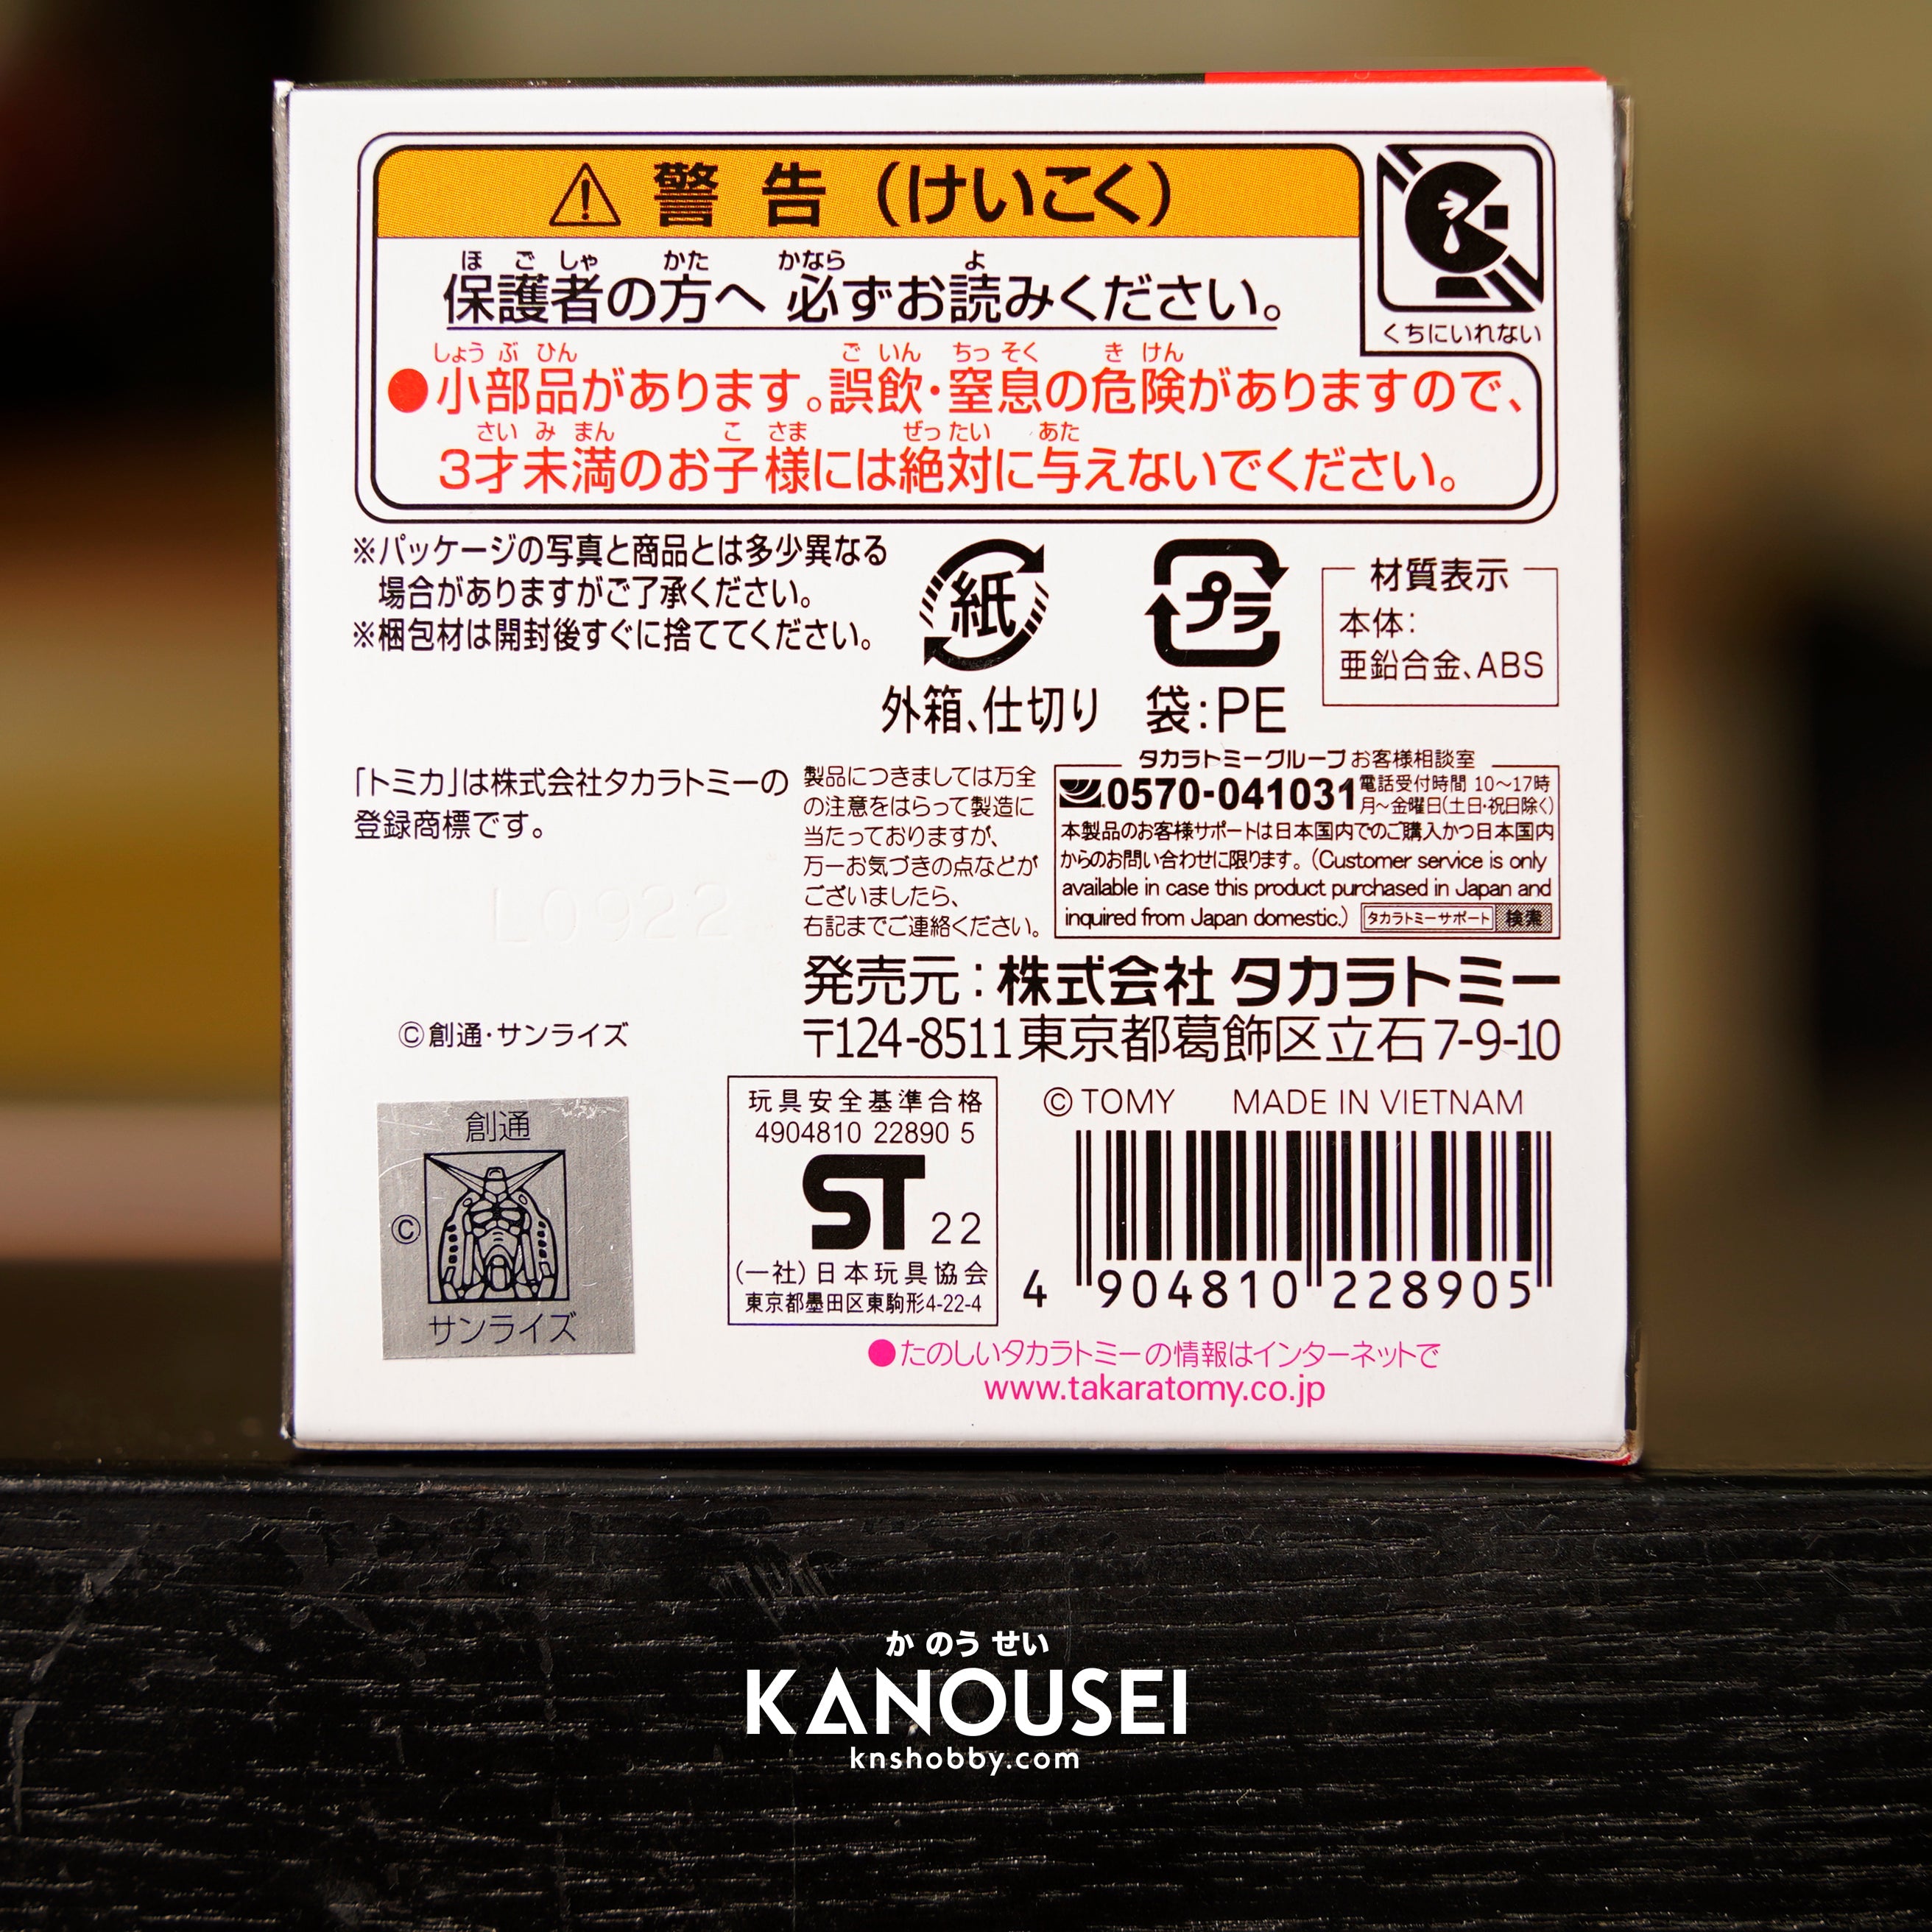 警告(けいこく)
くちにいれない
ほごしゃ かた かなら よ
保護者の方へ 必ずお読みください。
しょうぶひん ごいん ちっそく きけん
●小部品があります。誤飲・窒息の危険がありますので、
さいみまん こさま ぜったい あた
3才未満のお子様には絶対に与えないでください。
※パッケージの写真と商品とは多少異なる
場合がありますがご了承ください。
※梱包材は開封後すぐに捨ててください。
紙
外箱、仕切り
プラ
袋:PE
材質表示
本体:
亜鉛合金、ABS
「トミカ」は株式会社タカラトミーの
登録商標です。
L0922
製品につきましては万全
の注意をはらって製造に
当たっておりますが、
万一お気づきの点などが
ございましたら、
右記までご連絡ください。
タカラトミーグループお客様相談室
0570-041031
電話受付時間 10〜17時
月〜金曜日(土日・祝日除く)
本製品のお客様サポートは日本国内でのご購入かつ日本国内
からのお問い合わせに限ります。(Customer service is only
available in case this product purchased in Japan and
inquired from Japan domestic.) タカラトミーサポート 検索
発売元:株式会社 タカラトミー
〒124-8511東京都葛飾区立石7-9-10
©創通・サンライズ
創通
©
サンライズ
玩具安全基準合格
4904810 22890 5
ST 22
(一社)日本玩具協会
東京都墨田区東駒形4-22-4
© TOMY MADE IN VIETNAM
4 904810 228905
●たのしいタカラトミーの情報はインターネットで
www.takaratomy.co.jp
か のう せい
KANOUSEI
knshobby.com